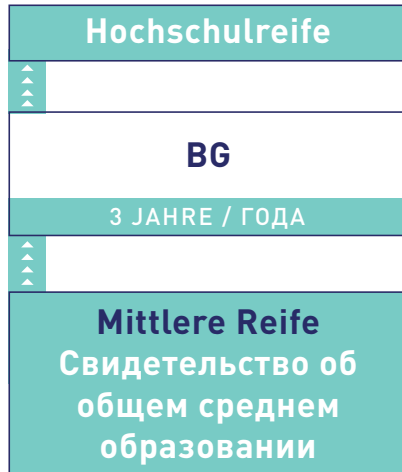 Hochschulreife
BG
3 JAHRE / ГОДА
Mittlere Reife
Свидетельство об
общем среднем
образовании